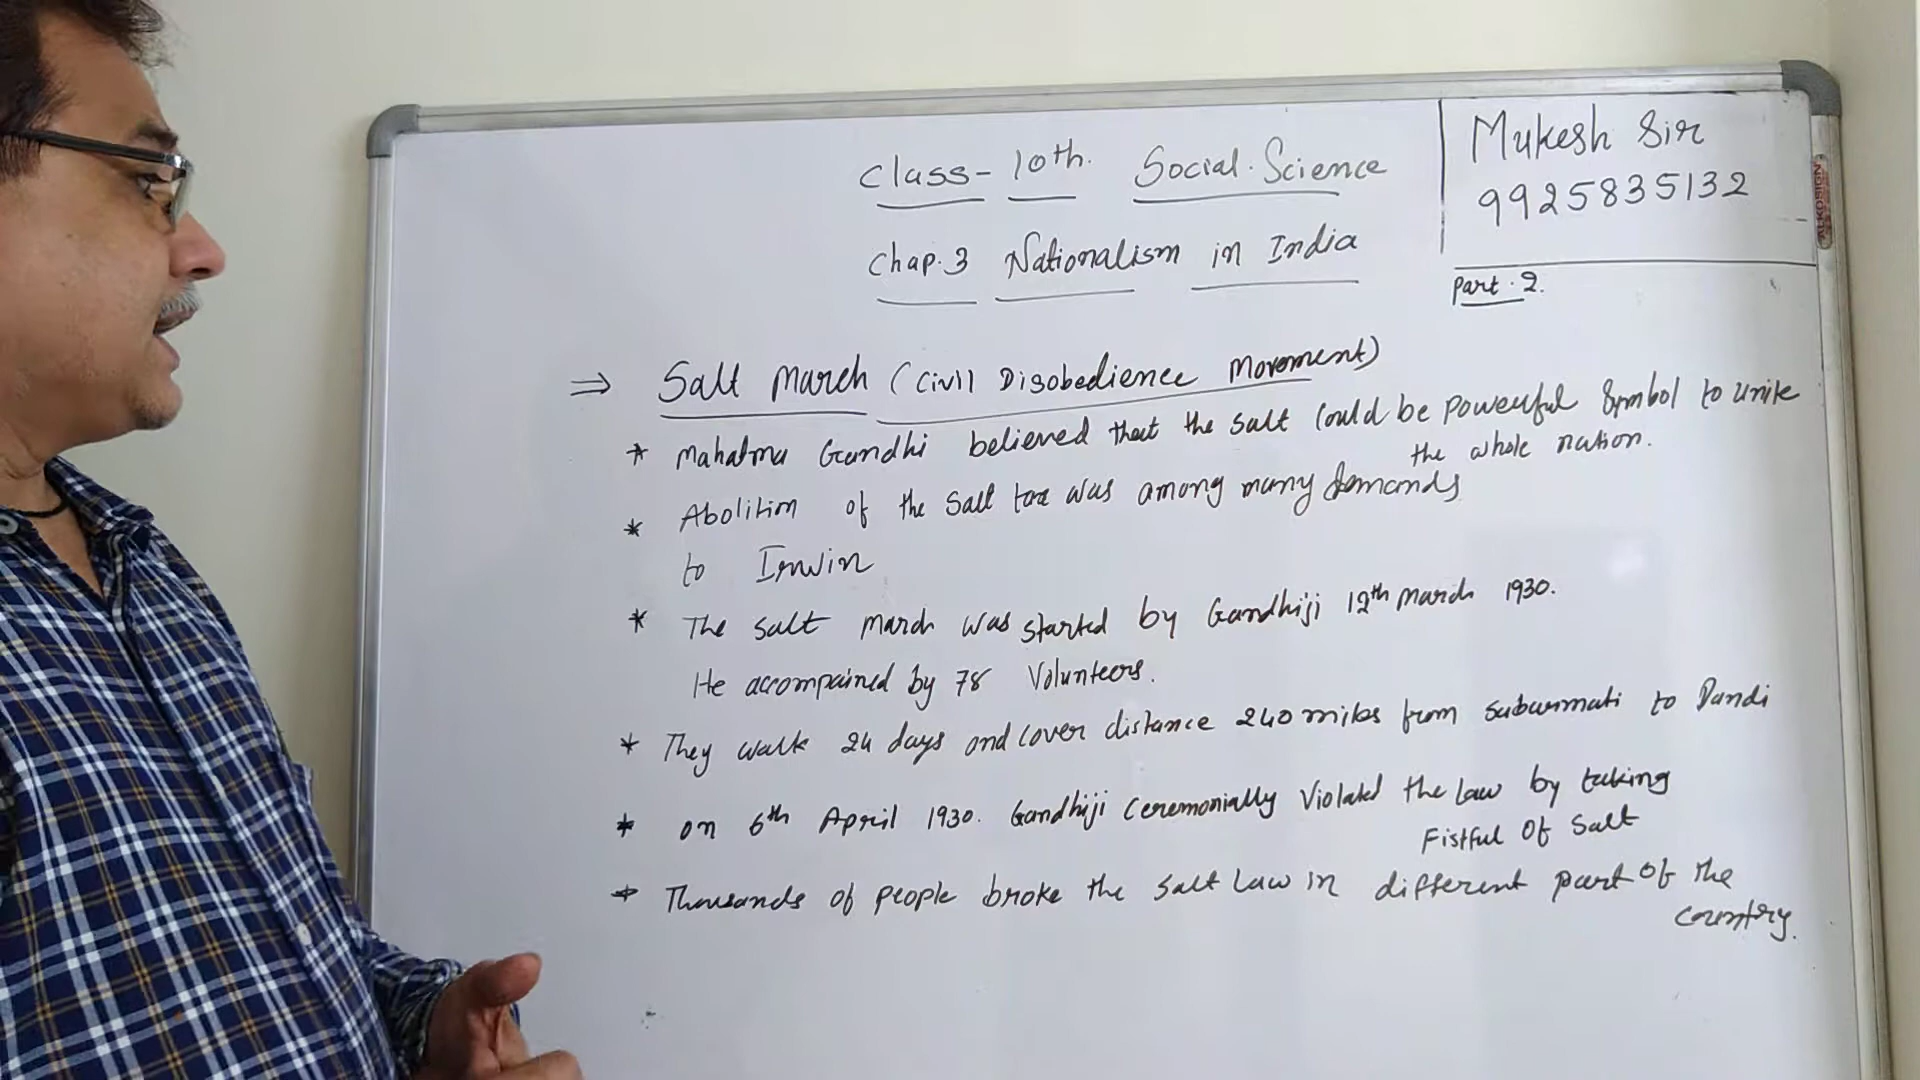 Class- 10th. Social.Science
Mukesh Sir
9925835132
ALKOSIGN
Chap.3 Nationalism in India
Part.2.
⇒ Salt March (Civil Disobedience Movement)
* Mahatma Gandhi believed that the salt could be powerful symbol to unite
the whole nation.
* Abolition of the salt tax was among many demands
to Irwin
* The salt march was started by Gandhiji 12th march 1930.
He accompained by 78 Volunteers.
* They walk 24 days and cover distance 240 miles from sabarmati to Dandi
* on 6th April 1930. Gandhiji Ceremonially violated the law by taking
Fistful of salt
* Thousands of people broke the salt law in different part of the
country.